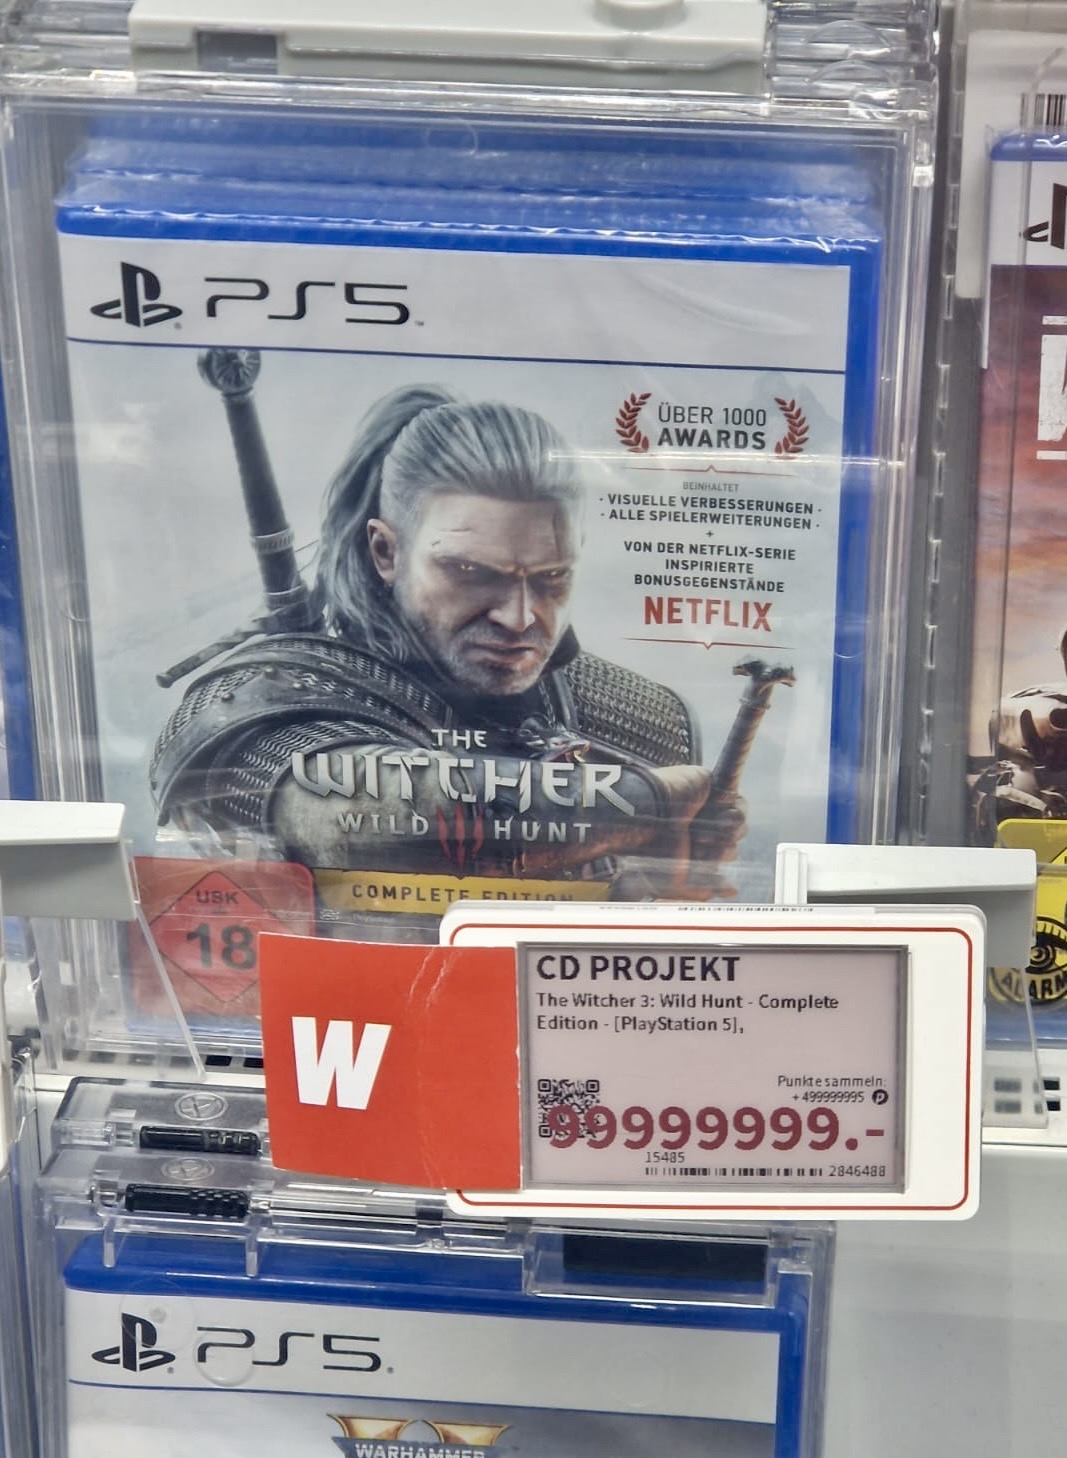 PS5
ÜBER 1000
AWARDS
BEINHALTET
· VISUELLE VERBESSERUNGEN ·
· ALLE SPIELERWEITERUNGEN ·
+
VON DER NETFLIX-SERIE
INSPIRIERTE
BONUSGEGENSTÄNDE
NETFLIX
THE
WITCHER
WILD III HUNT
COMPLETE EDITION
USK
18
W
CD PROJEKT
The Witcher 3: Wild Hunt - Complete
Edition - [PlayStation 5],
Punkte sammeln:
+499999995 P
99999999.-
15485
2846488
ALARM
PS5
WARHAMMER